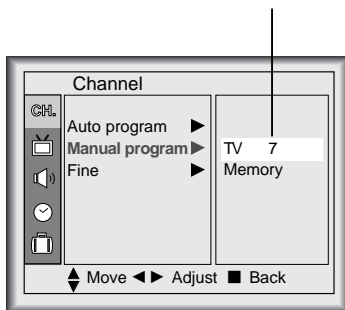 Channel
CH.
Auto program ▶
Manual program ▶
Fine ▶
TV 7
Memory
▲▼ Move ◀ ▶ Adjust ■ Back